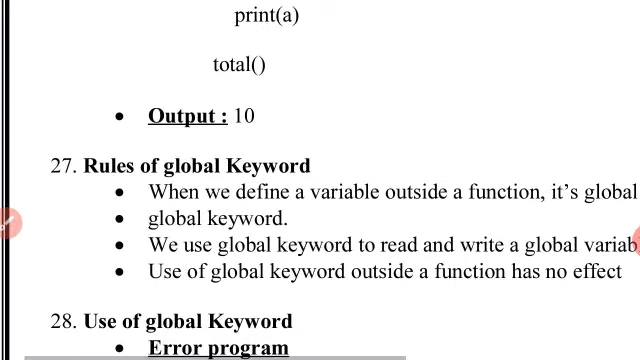 print(a)
total()
• Output : 10
27. Rules of global Keyword
• When we define a variable outside a function, it’s global
• global keyword.
• We use global keyword to read and write a global
• Use of global keyword outside a function has no effect
28. Use of global Keyword
• Error program